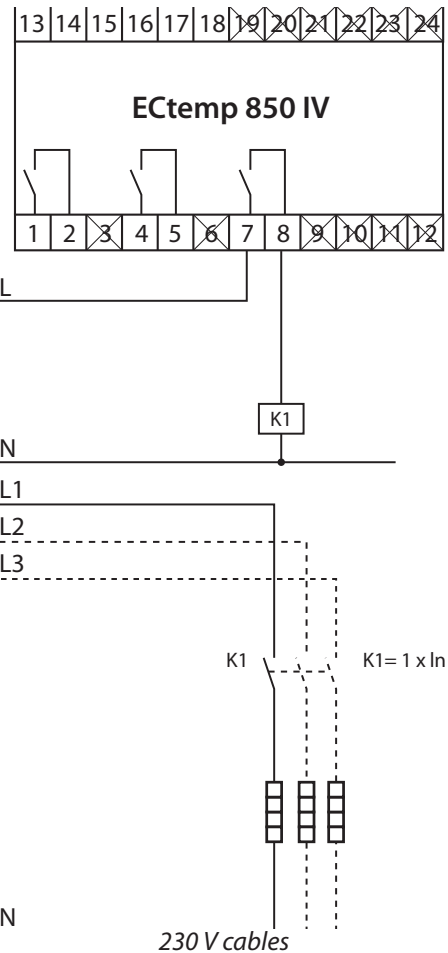 13 14 15 16 17 18 19 20 21 22 23 24
ECtemp 850 IV
1 2 3 4 5 6 7 8 9 10 11 12
L
K1
N
L1
L2
L3
K1 K1= 1 x In
N
230 V cables